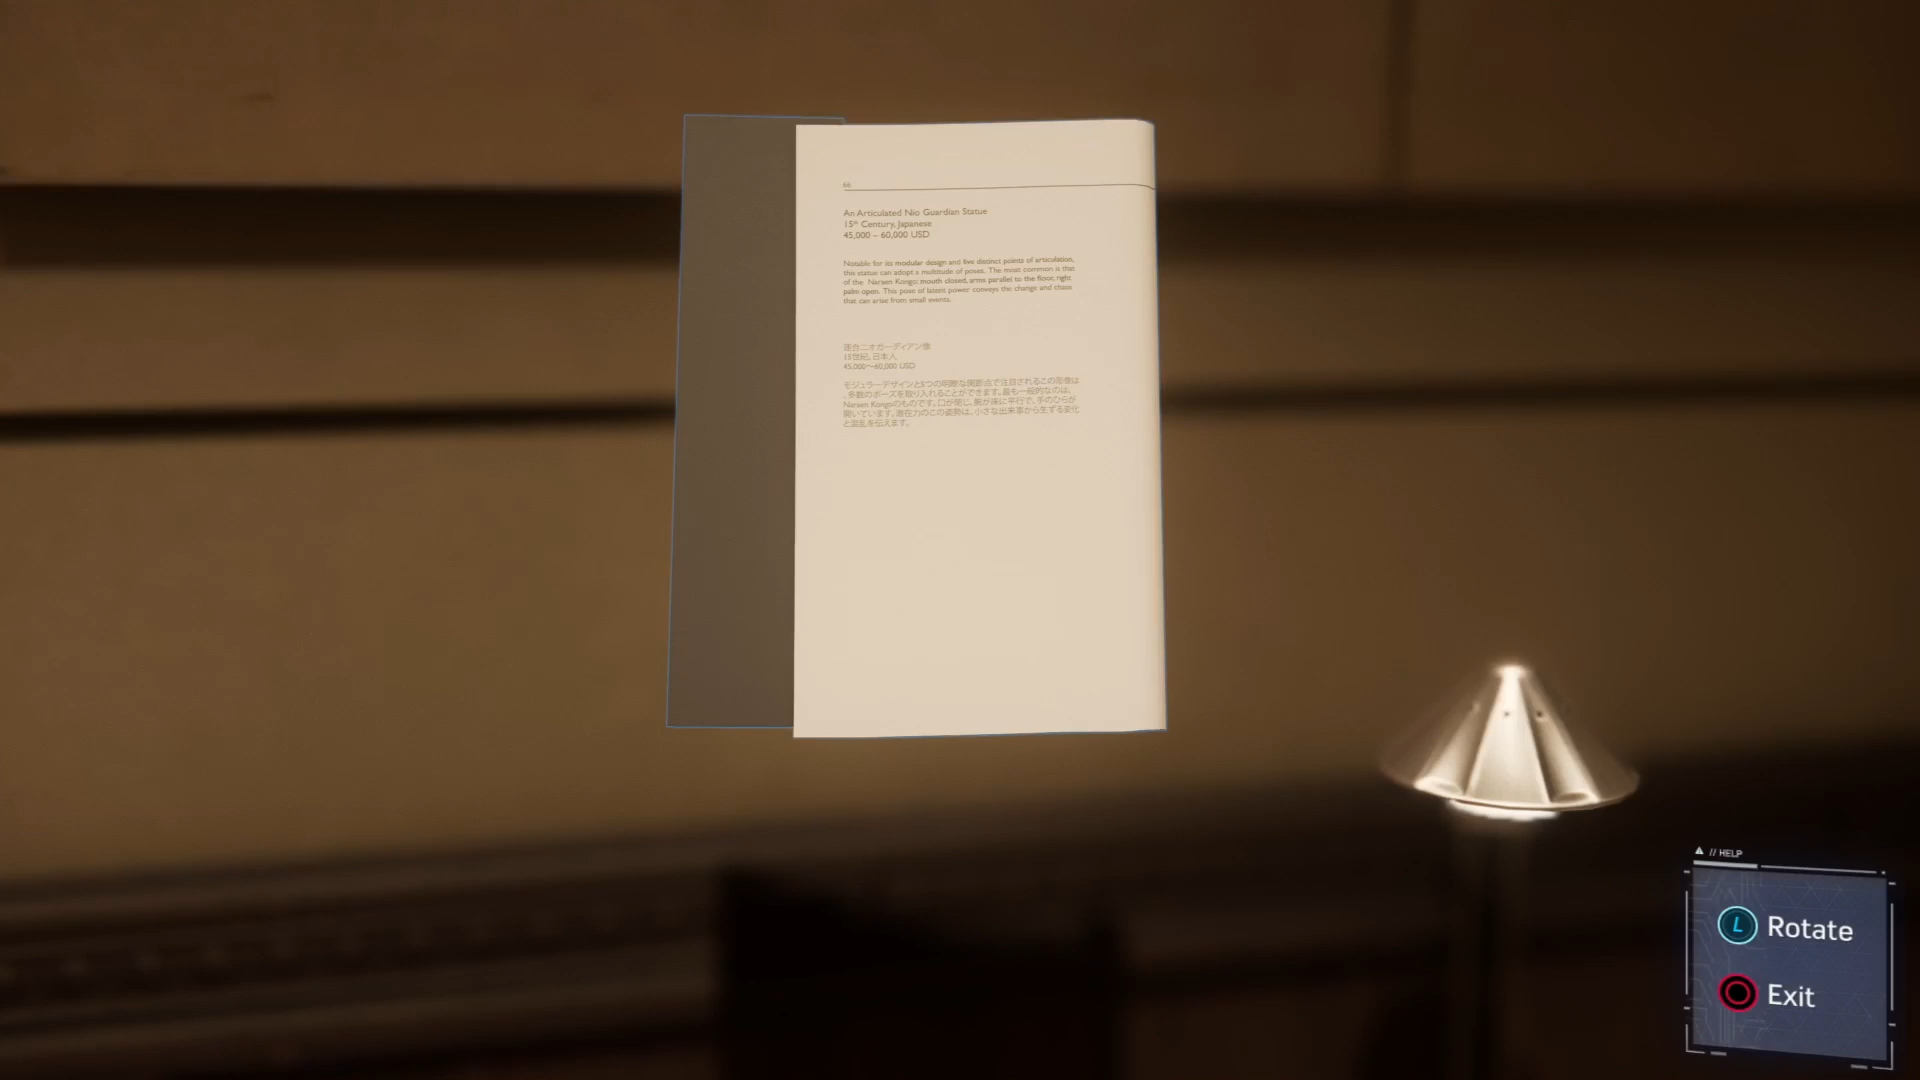 66
An Articulated Nio Guardian Statue
15th Century, Japanese
45,000 – 60,000 USD
Notable for its modular design and five distinct points of articulation,
this statue can adopt a multitude of poses. The most common is that
of the Naraen Kongo: mouth closed, arms parallel to the floor, right
palm open. This pose of latent power conveys the change and chaos
that can arise from small events.
連合ニオガーディアン像
15世紀、日本人
45,000〜60,000 USD
モジュラーデザインと5つの明瞭な関節点で注目されるこの彫像は
、多数のポーズを取り入れることができます。最も一般的なのは、
Naraen Kongoのものです。口が閉じ、腕が床に平行で、手のひらが
開いています。潜在力のこの姿勢は、小さな出来事から生ずる変化
と混乱を伝えます。
// HELP
L Rotate
Exit